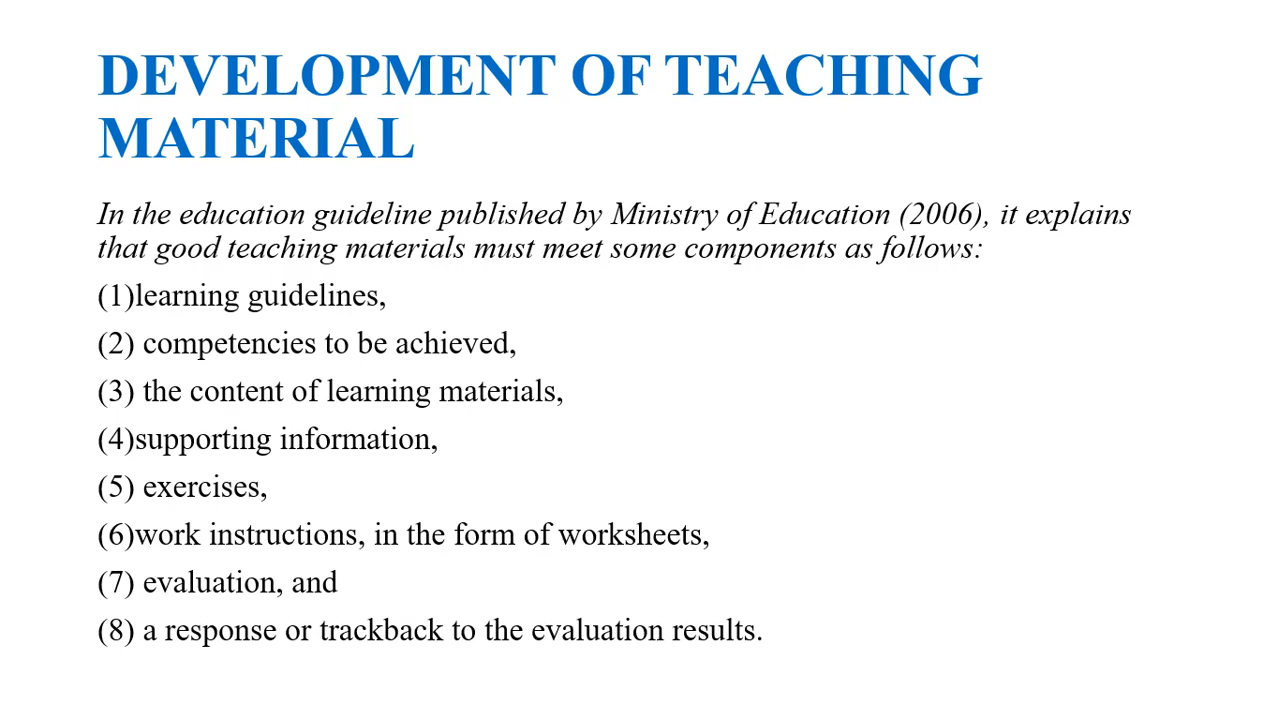 DEVELOPMENT OF TEACHING
MATERIAL
In the education guideline published by Ministry of Education (2006), it explains
that good teaching materials must meet some components as follows:
(1)learning guidelines,
(2) competencies to be achieved,
(3) the content of learning materials,
(4)supporting information,
(5) exercises,
(6)work instructions, in the form of worksheets,
(7) evaluation, and
(8) a response or trackback to the evaluation results.